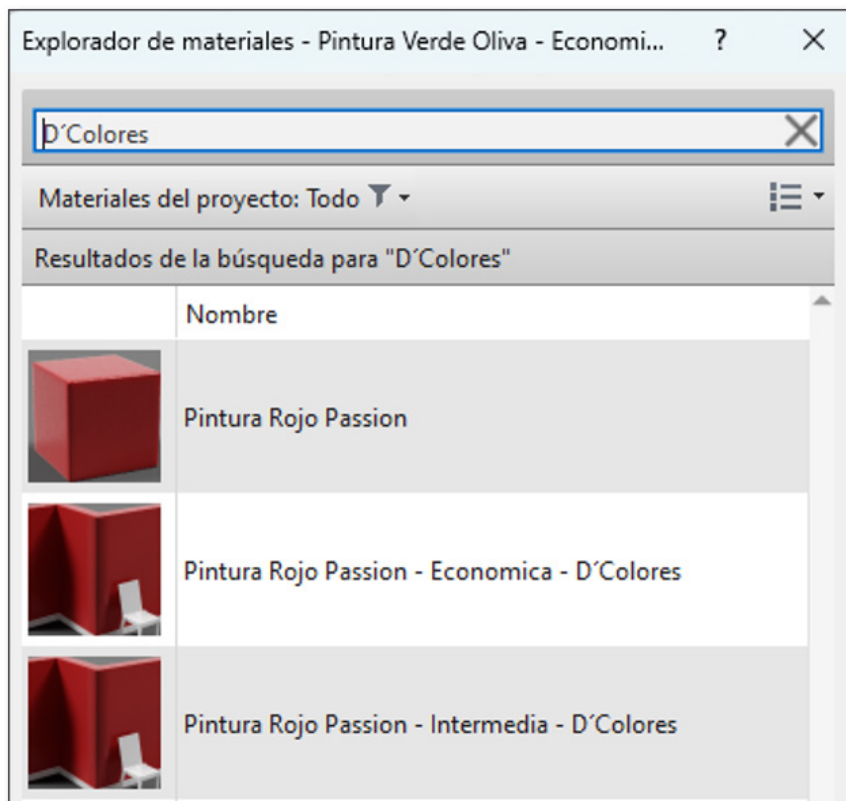 Explorador de materiales - Pintura Verde Oliva - Economi...
D´Colores
Materiales del proyecto: Todo
Resultados de la búsqueda para "D´Colores"
Nombre
Pintura Rojo Passion
Pintura Rojo Passion - Economica - D´Colores
Pintura Rojo Passion - Intermedia - D´Colores